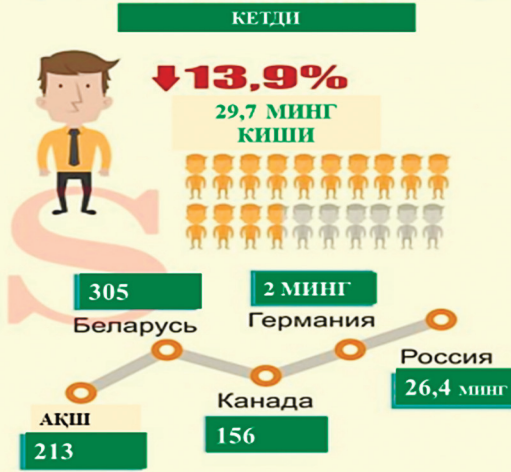 КЕТДИ
13,9%
29,7 МИНГ
КИШИ
305
Беларусь
2 МИНГ
Германия
Россия
26,4 МИНГ
Канада
156
АҚШ
213
S